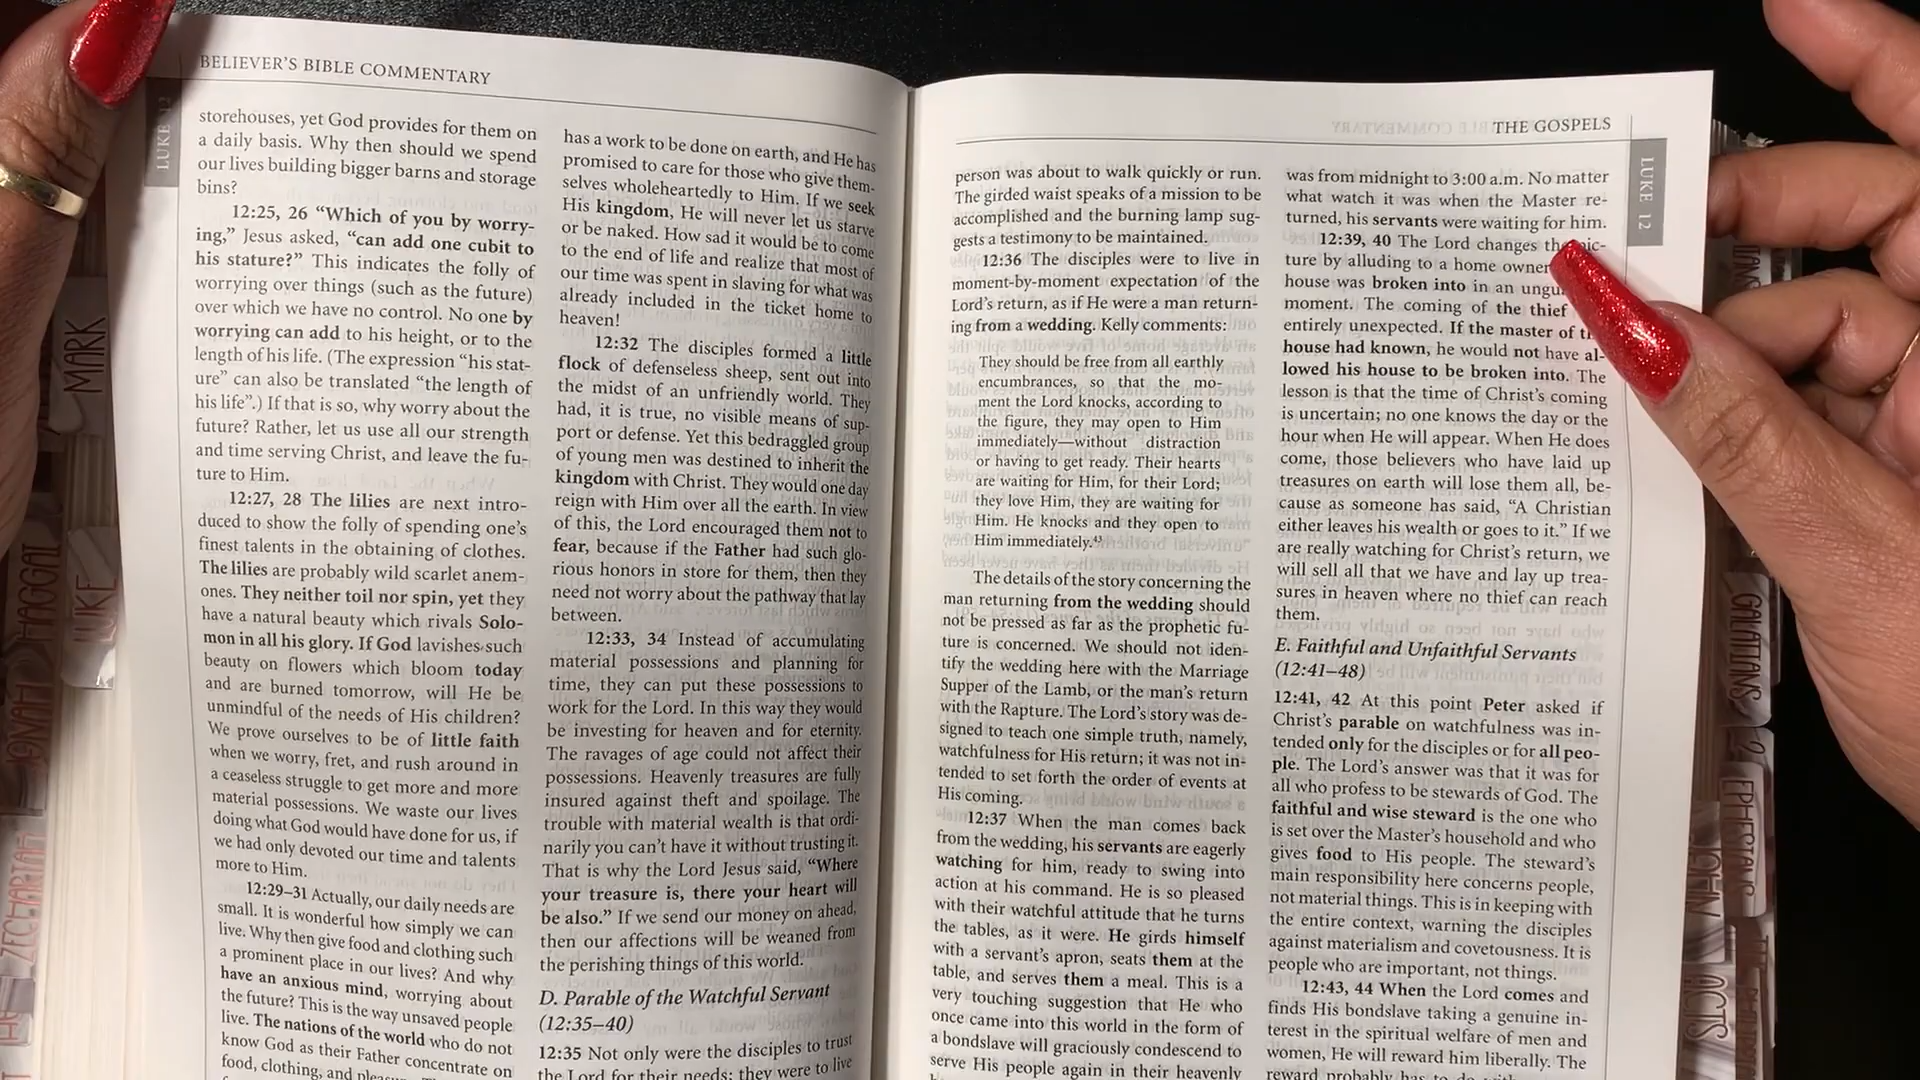 BELIEVER'S BIBLE COMMENTARY
LUKE 12
storehouses, yet God provides for them on
a daily basis. Why then should we spend
our lives building bigger barns and storage
bins?
12:25, 26 “Which of you by worry-
ing,” Jesus asked, “can add one cubit to
his stature?” This indicates the folly of
worrying over things (such as the future)
over which we have no control. No one by
worrying can add to his height, or to the
length of his life. (The expression “his stat-
ure” can also be translated “the length of
his life”.) If that is so, why worry about the
future? Rather, let us use all our strength
and time serving Christ, and leave the fu-
ture to Him.
12:27, 28 The lilies are next intro-
duced to show the folly of spending one's
finest talents in the obtaining of clothes.
The lilies are probably wild scarlet anem-
ones. They neither toil nor spin, yet they
have a natural beauty which rivals Solo-
mon in all his glory. If God lavishes such
beauty on flowers which bloom today
and are burned tomorrow, will He be
unmindful of the needs of His children?
We prove ourselves to be of little faith
when we worry, fret, and rush around in
a ceaseless struggle to get more and more
material possessions. We waste our lives
doing what God would have done for us, if
we had only devoted our time and talents
more to Him.
12:29–31 Actually, our daily needs are
small. It is wonderful how simply we can
live. Why then give food and clothing such
a prominent place in our lives? And why
have an anxious mind, worrying about
the future? This is the way unsaved people
live. The nations of the world who do not
know God as their Father concentrate on
food, clothing, and
has a work to be done on earth, and He has
promised to care for those who give them-
selves wholeheartedly to Him. If we seek
His kingdom, He will never let us starve
or be naked. How sad it would be to come
to the end of life and realize that most of
our time was spent in slaving for what was
already included in the ticket home to
heaven!
12:32 The disciples formed a little
flock of defenseless sheep, sent out into
the midst of an unfriendly world. They
had, it is true, no visible means of sup-
port or defense. Yet this bedraggled group
of young men was destined to inherit the
kingdom with Christ. They would one day
reign with Him over all the earth. In view
of this, the Lord encouraged them not to
fear, because if the Father had such glo-
rious honors in store for them, then they
need not worry about the pathway that lay
between.
12:33, 34 Instead of accumulating
material possessions and planning for
time, they can put these possessions to
work for the Lord. In this way they would
be investing for heaven and for eternity.
The ravages of age could not affect their
possessions. Heavenly treasures are fully
insured against theft and spoilage. The
trouble with material wealth is that ordi-
narily you can't have it without trusting it.
That is why the Lord Jesus said, “Where
your treasure is, there your heart will
be also.” If we send our money on ahead,
then our affections will be weaned from
the perishing things of this world.
D. Parable of the Watchful Servant
(12:35–40)
12:35 Not only were the disciples to trust
the Lord for their needs; they were to live
THE GOSPELS
LUKE 12
person was about to walk quickly or run.
The girded waist speaks of a mission to be
accomplished and the burning lamp sug-
gests a testimony to be maintained.
12:36 The disciples were to live in
moment-by-moment expectation of the
Lord's return, as if He were a man return-
ing from a wedding. Kelly comments:
They should be free from all earthly
encumbrances, so that the mo-
ment the Lord knocks, according to
the figure, they may open to Him
immediately—without distraction
or having to get ready. Their hearts
are waiting for Him, for their Lord;
they love Him, they are waiting for
Him. He knocks and they open to
Him immediately.43
The details of the story concerning the
man returning from the wedding should
not be pressed as far as the prophetic fu-
ture is concerned. We should not iden-
tify the wedding here with the Marriage
Supper of the Lamb, or the man's return
with the Rapture. The Lord's story was de-
signed to teach one simple truth, namely,
watchfulness for His return; it was not in-
tended to set forth the order of events at
His coming.
12:37 When the man comes back
from the wedding, his servants are eagerly
watching for him, ready to swing into
action at his command. He is so pleased
with their watchful attitude that he turns
the tables, as it were. He girds himself
with a servant's apron, seats them at the
table, and serves them a meal. This is a
very touching suggestion that He who
once came into this world in the form of
a bondslave will graciously condescend to
serve His people again in their heavenly
was from midnight to 3:00 a.m. No matter
what watch it was when the Master re-
turned, his servants were waiting for him.
12:39, 40 The Lord changes the
ture by alluding to a home owner
house was broken into in an
moment. The coming of the thief
entirely unexpected. If the master of
house had known, he would not have al-
lowed his house to be broken into. The
lesson is that the time of Christ's coming
is uncertain; no one knows the day or the
hour when He will appear. When He does
come, those believers who have laid up
treasures on earth will lose them all, be-
cause as someone has said, “A Christian
either leaves his wealth or goes to it.” If we
are really watching for Christ's return, we
will sell all that we have and lay up trea-
sures in heaven where no thief can reach
them.
E. Faithful and Unfaithful Servants
(12:41–48)
12:41, 42 At this point Peter asked if
Christ's parable on watchfulness was in-
tended only for the disciples or for all peo-
ple. The Lord's answer was that it was for
all who profess to be stewards of God. The
faithful and wise steward is the one who
is set over the Master's household and who
gives food to His people. The steward's
main responsibility here concerns people,
not material things. This is in keeping with
the entire context, warning the disciples
against materialism and covetousness. It is
people who are important, not things.
12:43, 44 When the Lord comes and
finds His bondslave taking a genuine in-
terest in the spiritual welfare of men and
women, He will reward him liberally. The
reward probably has to do with
MARK
LUKE
HAGGAI
JONAH
ZECHARIAH
GALATIANS
EPHESIANS
JOHN
ACTS